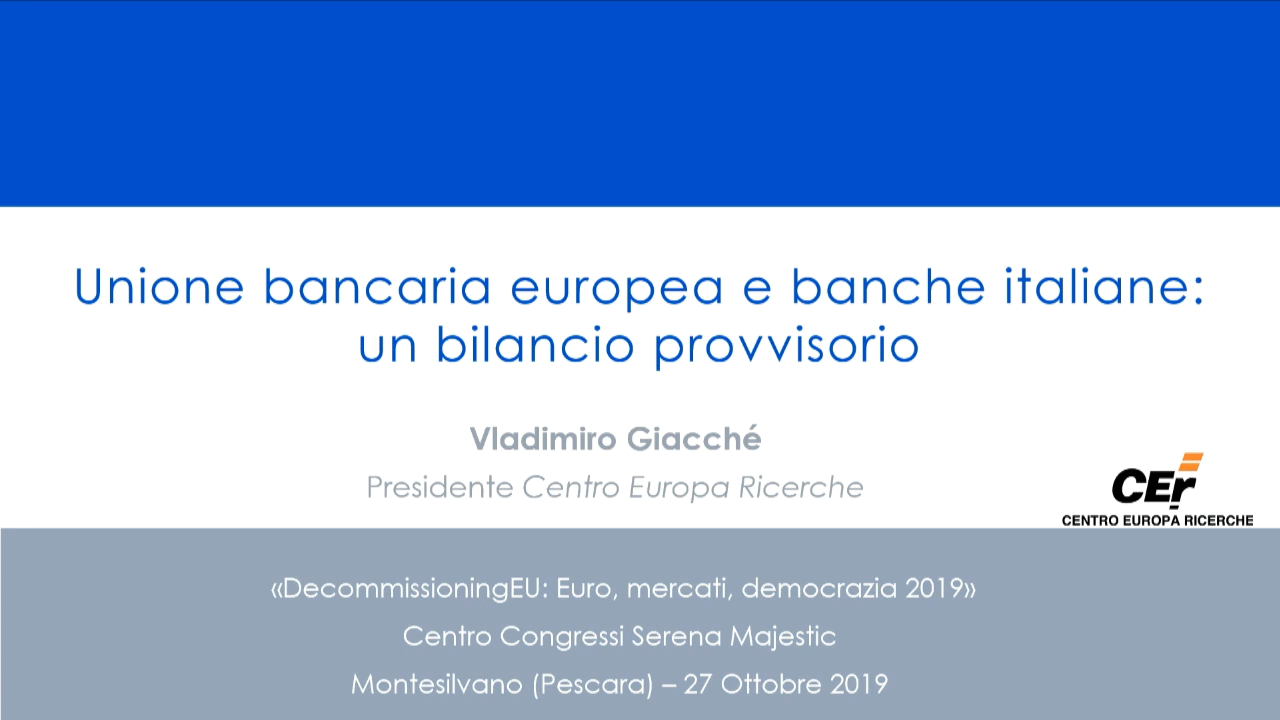 Unione bancaria europea e banche italiane:
un bilancio provvisorio
Vladimiro Giacché
Presidente Centro Europa Ricerche
CEr
CENTRO EUROPA RICERCHE
«DecommissioningEU: Euro, mercati, democrazia 2019»
Centro Congressi Serena Majestic
Montesilvano (Pescara) – 27 Ottobre 2019